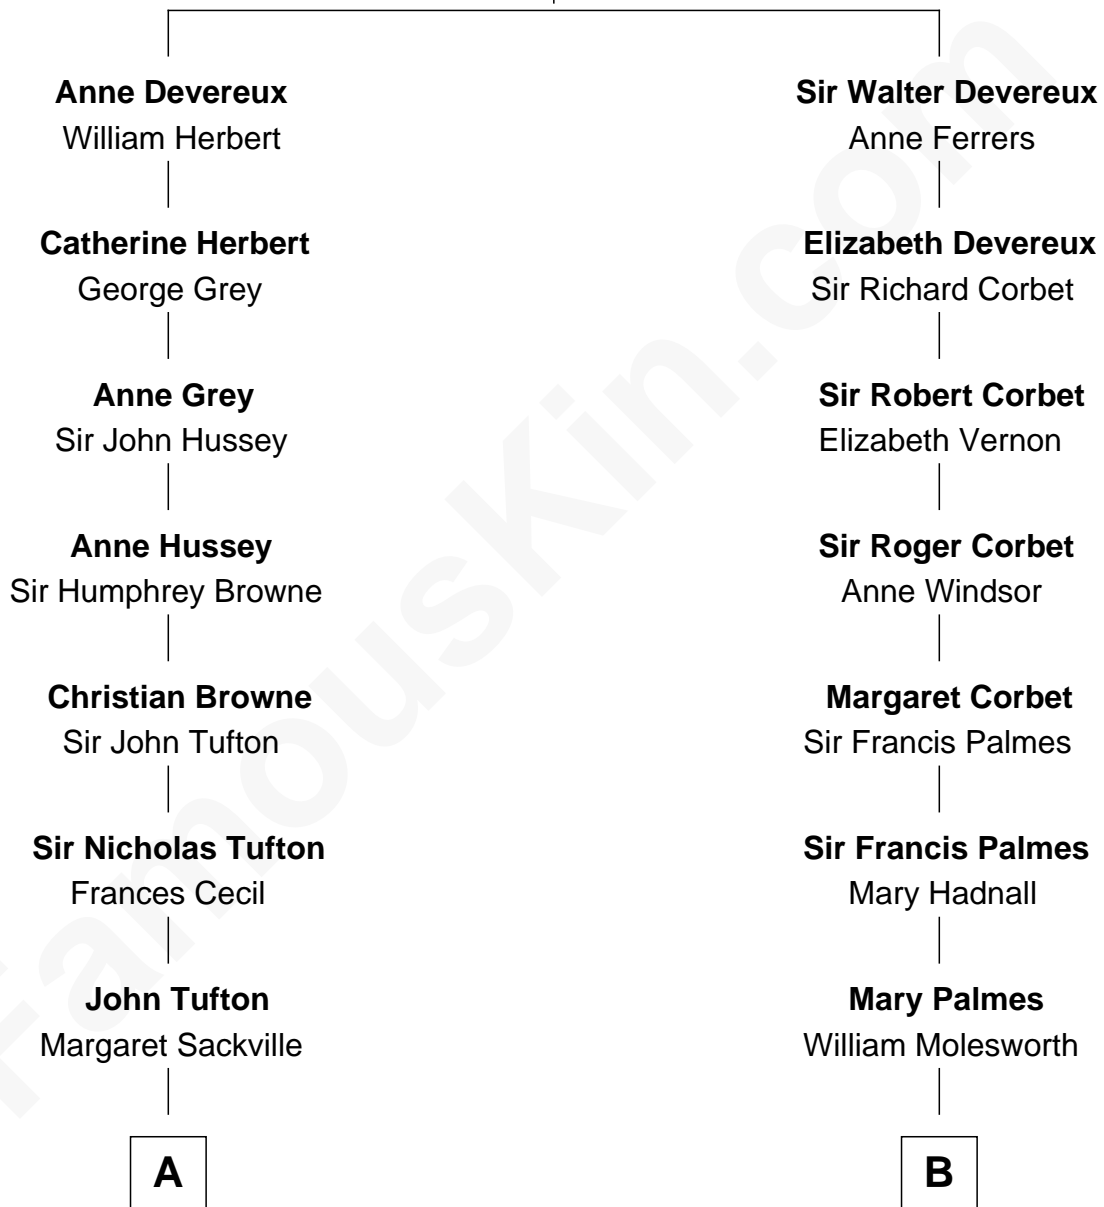 Anne Devereux
William Herbert
Catherine Herbert
George Grey
Anne Grey
Sir John Hussey
Anne Hussey
Sir Humphrey Browne
Christian Browne
Sir John Tufton
Sir Nicholas Tufton
Frances Cecil
John Tufton
Margaret Sackville
A
Sir Walter Devereux
Anne Ferrers
Elizabeth Devereux
Sir Richard Corbet
Sir Robert Corbet
Elizabeth Vernon
Sir Roger Corbet
Anne Windsor
Margaret Corbet
Sir Francis Palmes
Sir Francis Palmes
Mary Hadnall
Mary Palmes
William Molesworth
B
FamousKin.com